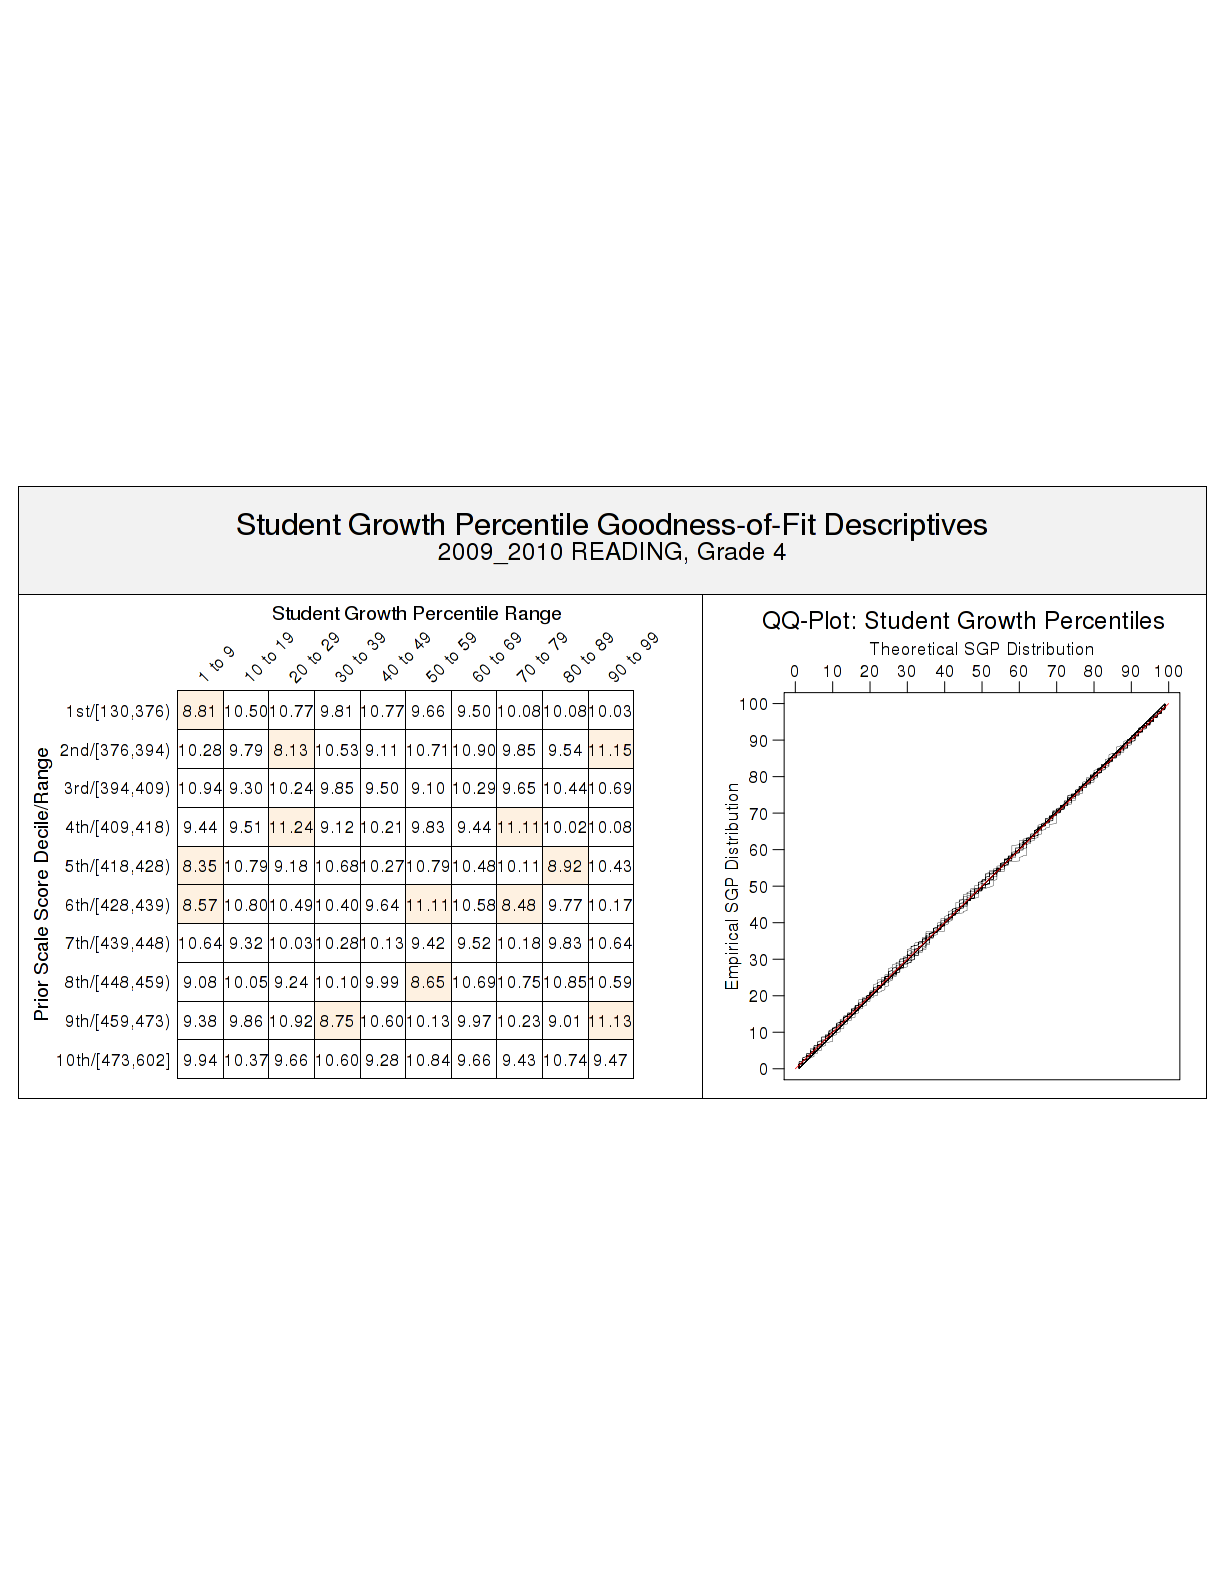 Student Growth Percentile Goodness-of-Fit Descriptives
2009_2010 READING, Grade 4
Student Growth Percentile Range
1 to 9 10 to 19 20 to 29 30 to 39 40 to 49 50 to 59 60 to 69 70 to 79 80 to 89 90 to 99
Prior Scale Score Decile/Range
1st/[130,376) 8.81 10.50 10.77 9.81 10.77 9.66 9.50 10.08 10.08 10.03
2nd/[376,394) 10.28 9.79 8.13 10.53 9.11 10.71 10.90 9.85 9.54 11.15
3rd/[394,409) 10.94 9.30 10.24 9.85 9.50 9.10 10.29 9.65 10.44 10.69
4th/[409,418) 9.44 9.51 11.24 9.12 10.21 9.83 9.44 11.11 10.02 10.08
5th/[418,428) 8.35 10.79 9.18 10.68 10.27 10.79 10.48 10.11 8.92 10.43
6th/[428,439) 8.57 10.80 10.49 10.40 9.64 11.11 10.58 8.48 9.77 10.17
7th/[439,448) 10.64 9.32 10.03 10.28 10.13 9.42 9.52 10.18 9.83 10.64
8th/[448,459) 9.08 10.05 9.24 10.10 9.99 8.65 10.69 10.75 10.85 10.59
9th/[459,473) 9.38 9.86 10.92 8.75 10.60 10.13 9.97 10.23 9.01 11.13
10th/[473,602] 9.94 10.37 9.66 10.60 9.28 10.84 9.66 9.43 10.74 9.47
QQ-Plot: Student Growth Percentiles
Theoretical SGP Distribution
0 10 20 30 40 50 60 70 80 90 100
Empirical SGP Distribution
100
90
80
70
60
50
40
30
20
10
0